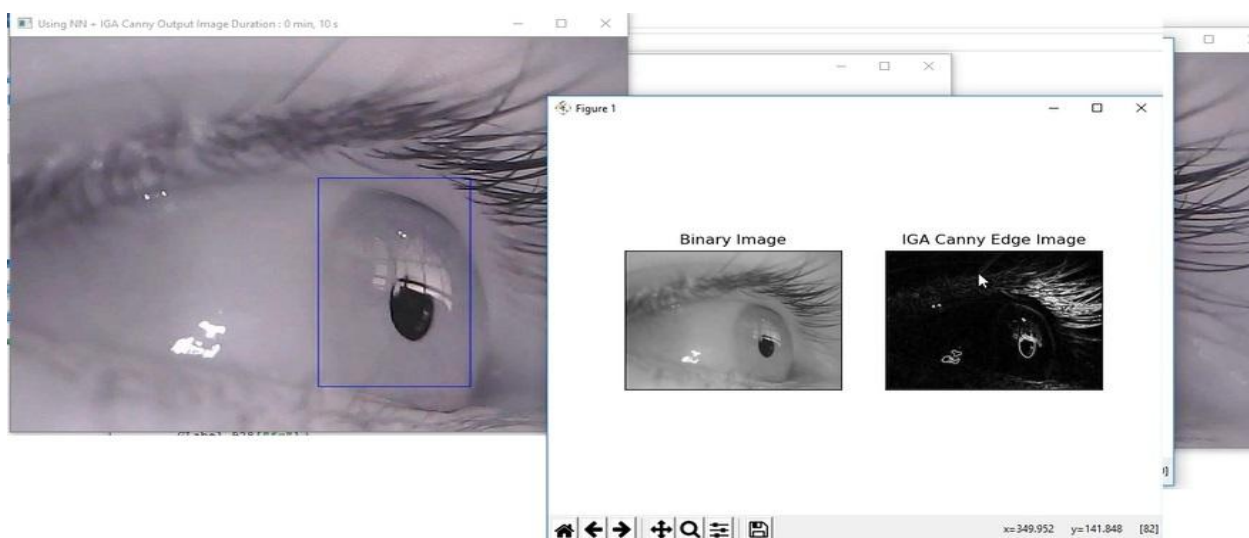 Using NN + IGA Canny Output Image Duration : 0 min, 10 s
Figure 1
Binary Image
IGA Canny Edge Image
x=349.952 y=141.848 [82]